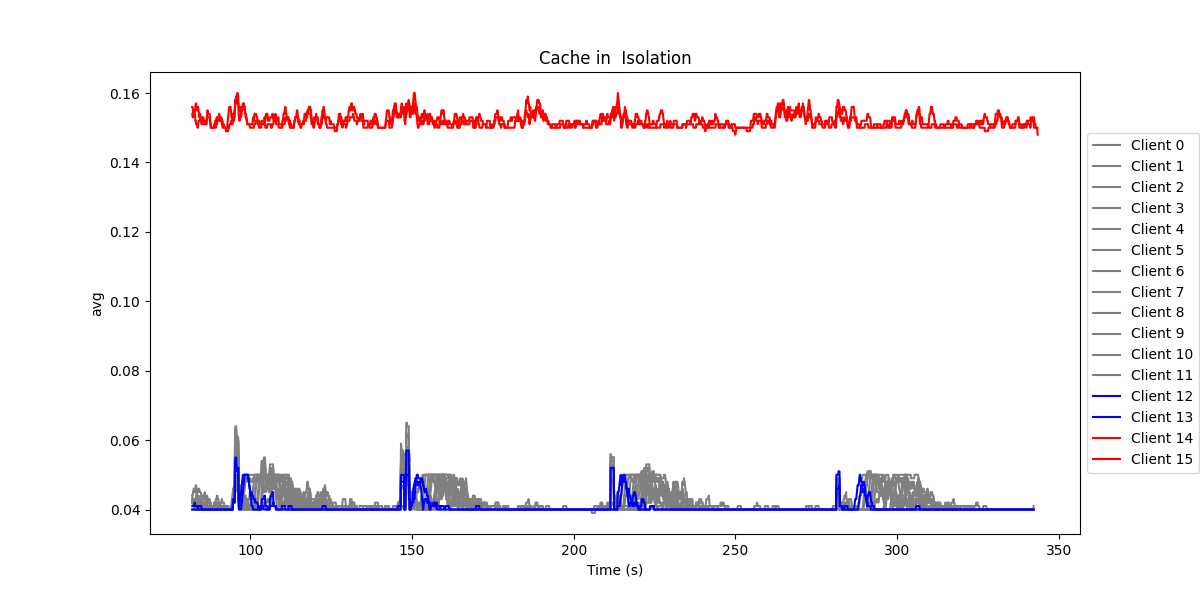 Cache in  Isolation
avg
0.16
0.14
0.12
0.10
0.08
0.06
0.04
100
150
200
250
300
350
Time (s)
Client 0
Client 1
Client 2
Client 3
Client 4
Client 5
Client 6
Client 7
Client 8
Client 9
Client 10
Client 11
Client 12
Client 13
Client 14
Client 15